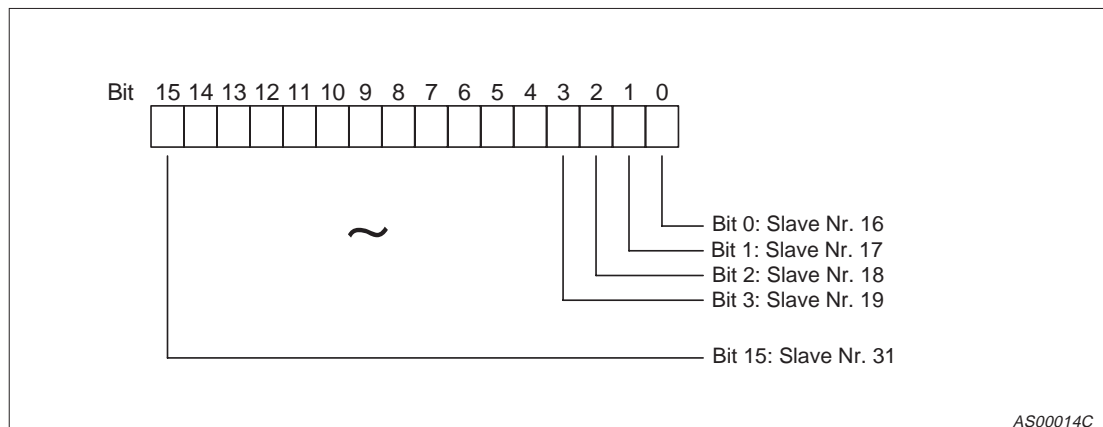 Bit 15 14 13 12 11 10 9 8 7 6 5 4 3 2 1 0
~
Bit 0: Slave Nr. 16
Bit 1: Slave Nr. 17
Bit 2: Slave Nr. 18
Bit 3: Slave Nr. 19
Bit 15: Slave Nr. 31
AS00014C